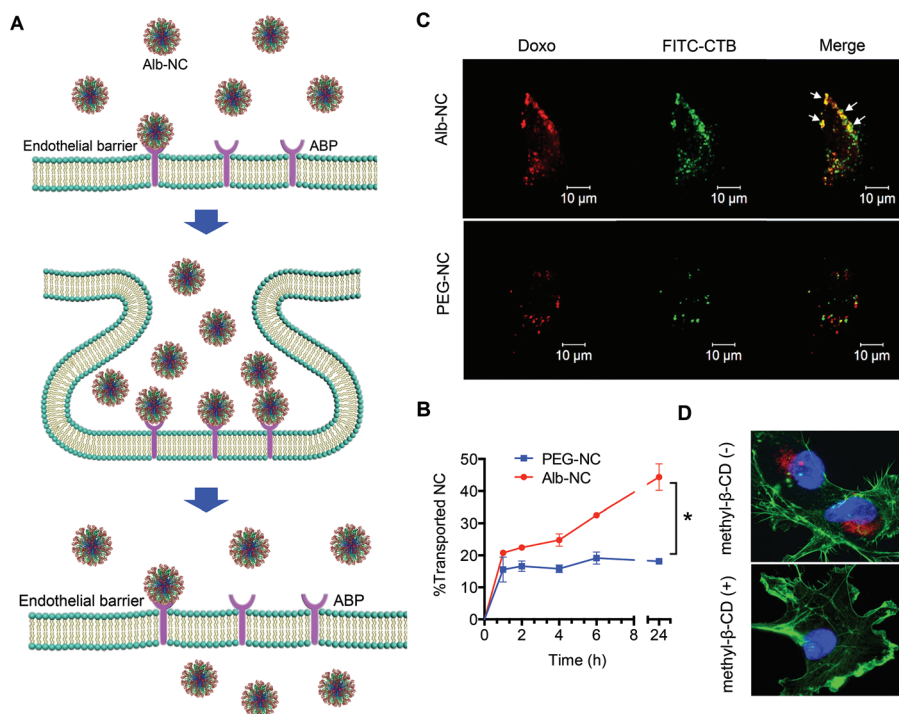 A
Alb-NC
Endothelial barrier
ABP
Endothelial barrier
ABP
C
Doxo
FITC-CTB
Merge
Alb-NC
10 µm
10 µm
10 µm
PEG-NC
10 µm
10 µm
10 µm
B
PEG-NC
Alb-NC
%Transported NC
50
40
30
20
10
0
0
2
4
6
8
24
*
Time (h)
D
methyl-β-CD (-)
methyl-β-CD (+)